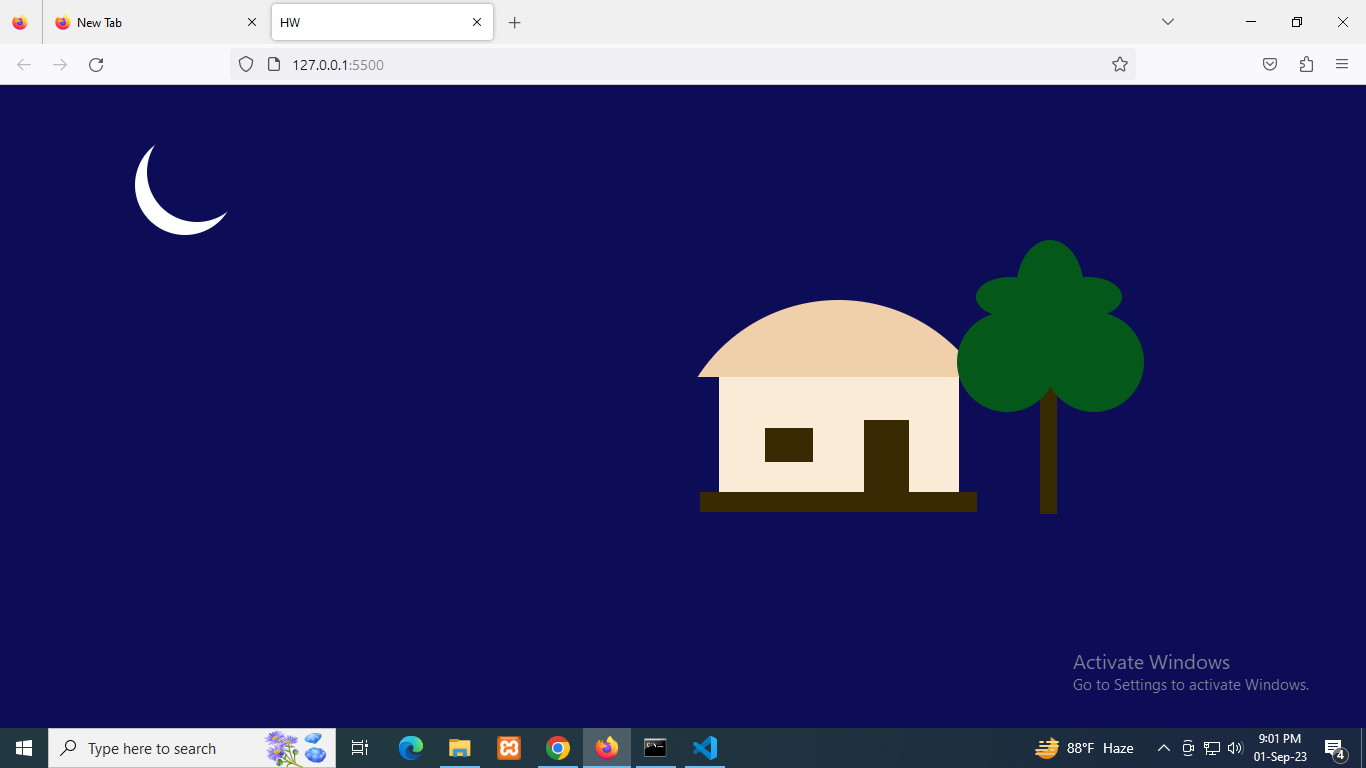 New Tab
HW
127.0.0.1:5500
Activate Windows
Go to Settings to activate Windows.
Type here to search
88°F Haze
9:01 PM
01-Sep-23
4